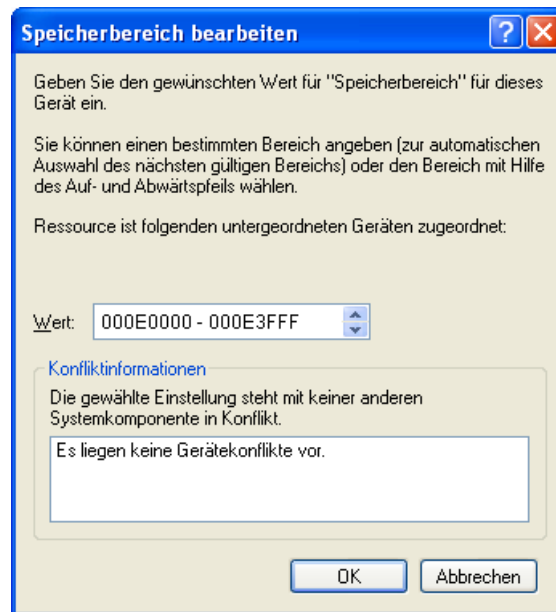 Speicherbereich bearbeiten
Geben Sie den gewünschten Wert für "Speicherbereich" für dieses
Gerät ein.
Sie können einen bestimmten Bereich angeben (zur automatischen
Auswahl des nächsten gültigen Bereichs) oder den Bereich mit Hilfe
des Auf- und Abwärtspfeils wählen.
Ressource ist folgenden untergeordneten Geräten zugeordnet:
Wert: 000E0000 - 000E3FFF
Konfliktinformationen
Die gewählte Einstellung steht mit keiner anderen
Systemkomponente in Konflikt.
Es liegen keine Gerätekonflikte vor.
OK Abbrechen